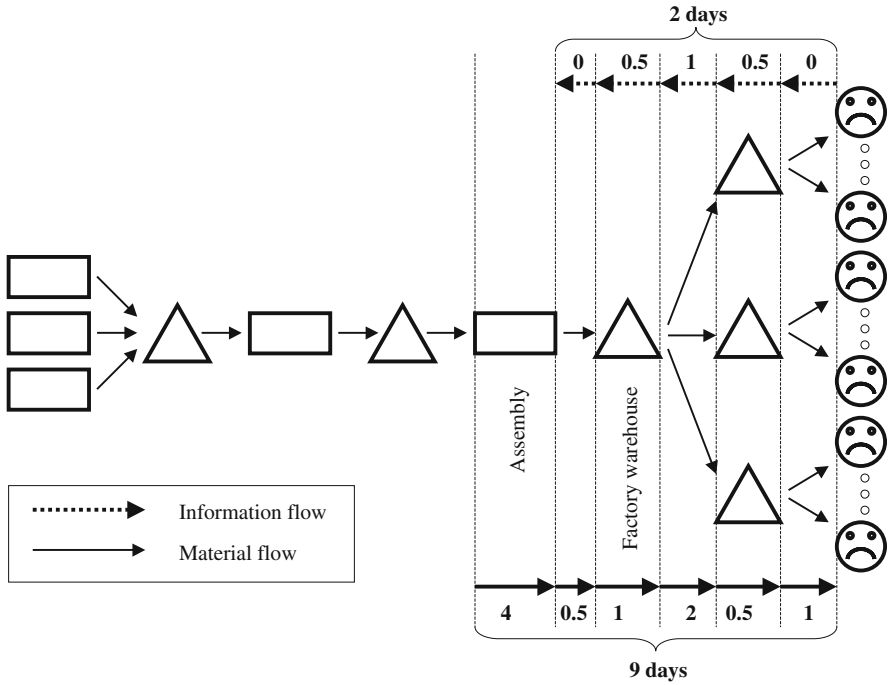 2 days
0 0.5 1 0.5 0
Assembly
Factory warehouse
Information flow
Material flow
4 0.5 1 2 0.5 1
9 days